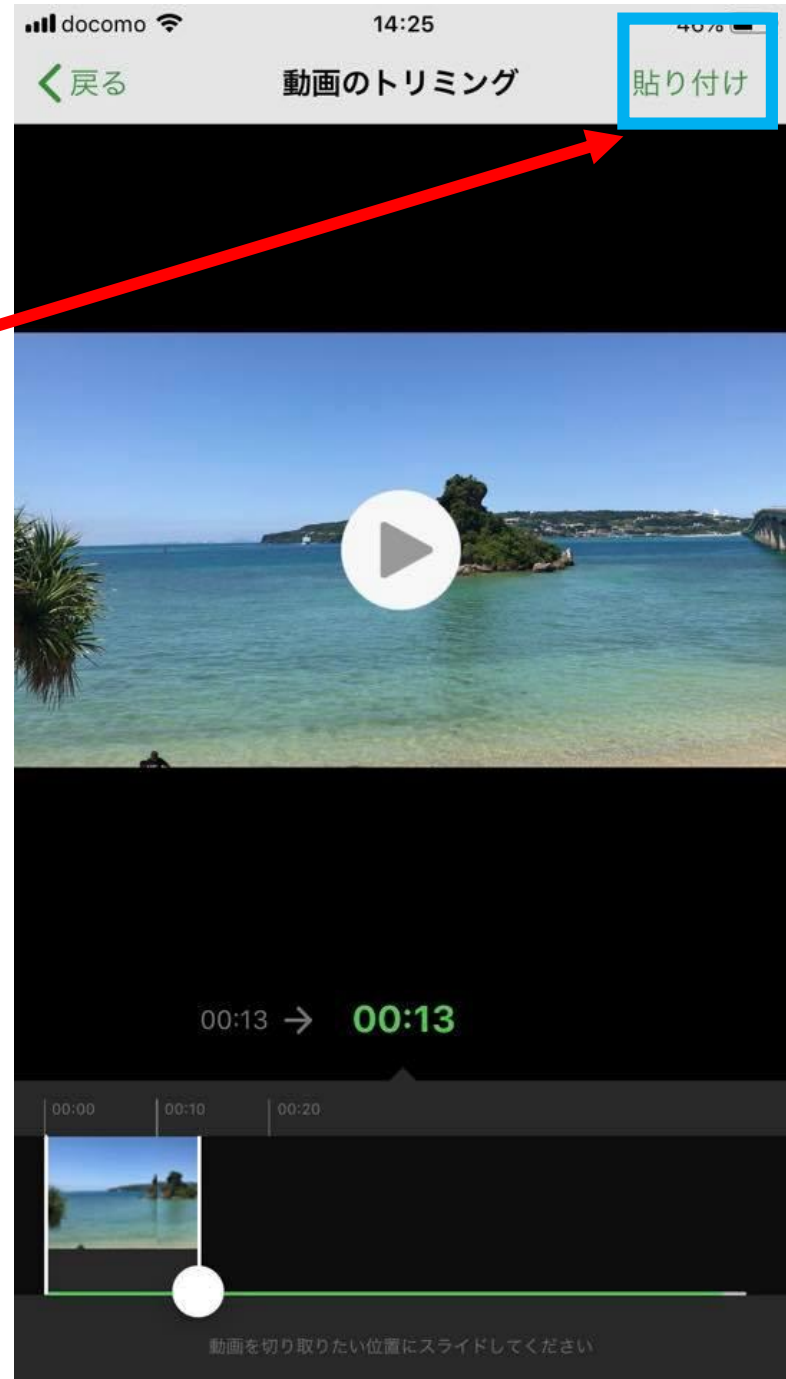 docomo 14:25 46%
戻る 動画のトリミング 貼り付け
00:13 → 00:13
00:00 00:10 00:20
動画を切り取りたい位置にスライドしてください